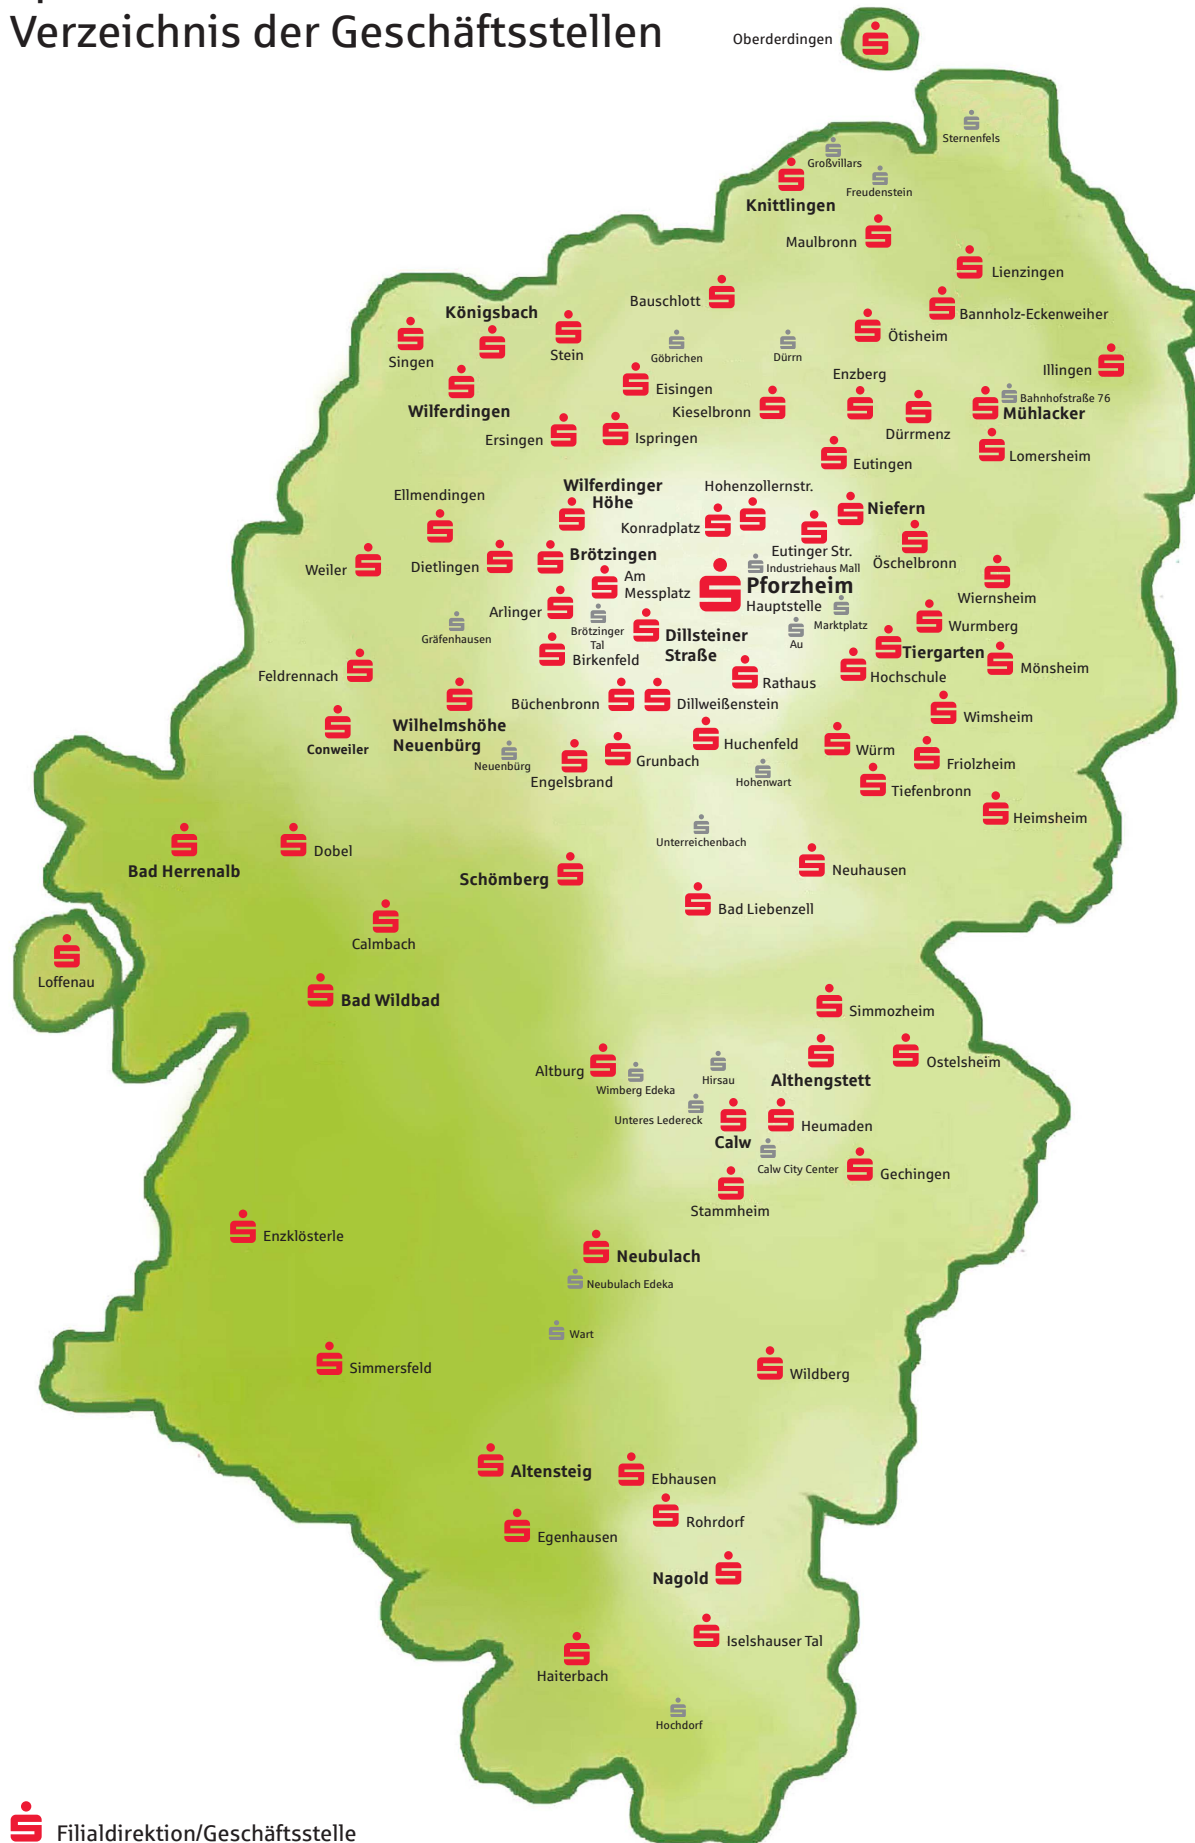 Verzeichnis der Geschäftsstellen
Oberderdingen
Sternenfels
Großvillars
Freudenstein
Knittlingen
Maulbronn
Lienzingen
Bauschlott
Bannholz-Eckenweiher
Königsbach
Ötisheim
Singen
Stein
Göbrichen
Dürrn
Illingen
Enzberg
Eisingen
Bahnhofstraße 76
Wilferdingen
Kieselbronn
Mühlacker
Ersingen
Ispringen
Dürrmenz
Lomersheim
Eutingen
Wilferdinger
Höhe
Hohenzollernstr.
Ellmendingen
Konradplatz
Niefern
Eutinger Str.
Öschelbronn
Weiler
Dietlingen
Brötzingen
Industriehaus Mall
Am
Messplatz
Pforzheim
Hauptstelle
Wiernsheim
Arlinger
Marktplatz
Wurmberg
Gräfenhausen
Brötzinger
Tal
Dillsteiner
Straße
Au
Tiergarten
Birkenfeld
Mönsheim
Feldrennach
Rathaus
Hochschule
Büchenbronn
Dillweißenstein
Wimsheim
Wilhelmshöhe
Neuenbürg
Conweiler
Huchenfeld
Würm
Neuenbürg
Grunbach
Friolzheim
Engelsbrand
Hohenwart
Tiefenbronn
Heimsheim
Unterreichenbach
Dobel
Bad Herrenalb
Schömberg
Neuhausen
Bad Liebenzell
Calmbach
Loffenau
Bad Wildbad
Simmozheim
Altburg
Wimberg Edeka
Hirsau
Althengstett
Ostelsheim
Unteres Ledereck
Heumaden
Calw
Calw City Center
Gechingen
Stammheim
Enzklösterle
Neubulach
Neubulach Edeka
Wart
Simmersfeld
Wildberg
Altensteig
Ebhausen
Rohrdorf
Egenhausen
Nagold
Iselshauser Tal
Haiterbach
Hochdorf
Filialdirektion/Geschäftsstelle